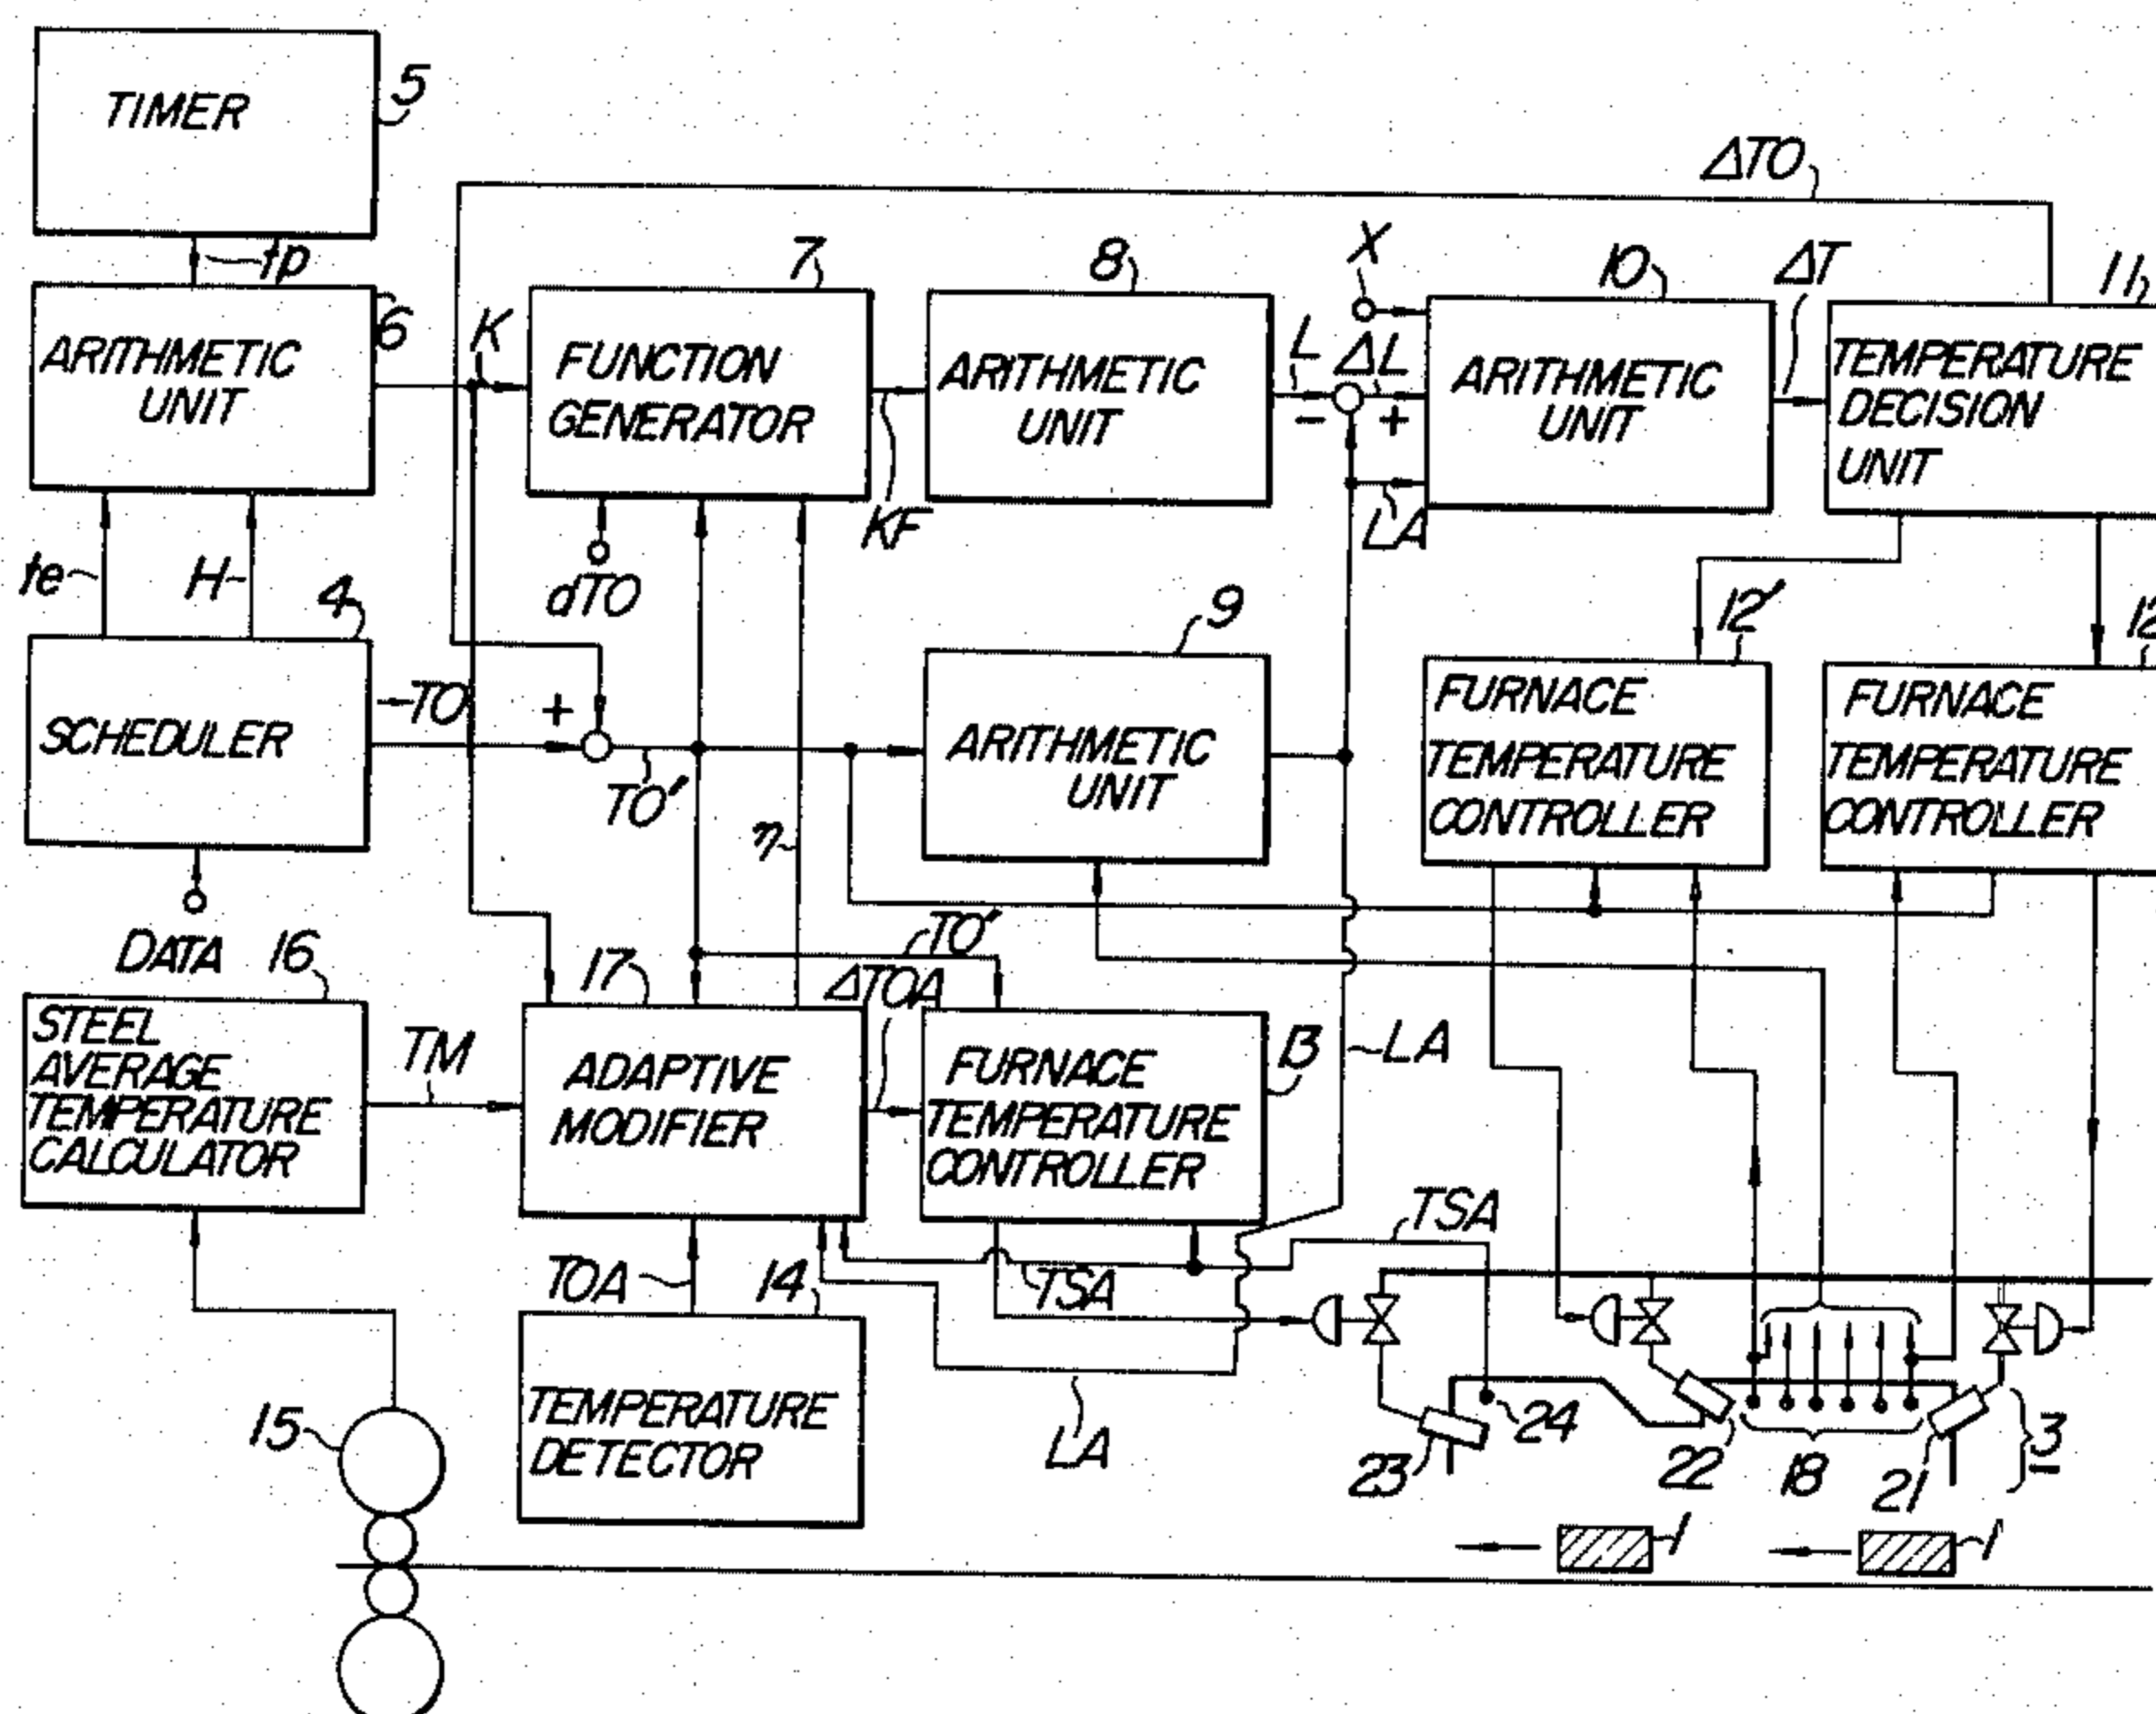 TIMER
5
tp
ΔTO
ARITHMETIC
UNIT
6
K
FUNCTION
GENERATOR
7
KF
ARITHMETIC
UNIT
8
L
ΔL
-
+
X
ARITHMETIC
UNIT
10
LA
ΔT
TEMPERATURE
DECISION
UNIT
11
te
H
4
dTO
9
12'
12
SCHEDULER
-TO
+
TO'
η
ARITHMETIC
UNIT
FURNACE
TEMPERATURE
CONTROLLER
FURNACE
TEMPERATURE
CONTROLLER
DATA
16
17
TO'
ΔTOA
STEEL
AVERAGE
TEMPERATURE
CALCULATOR
TM
ADAPTIVE
MODIFIER
FURNACE
TEMPERATURE
CONTROLLER
13
LA
TSA
TOA
14
TSA
TEMPERATURE
DETECTOR
LA
15
23
24
22
18
21
3
1
1